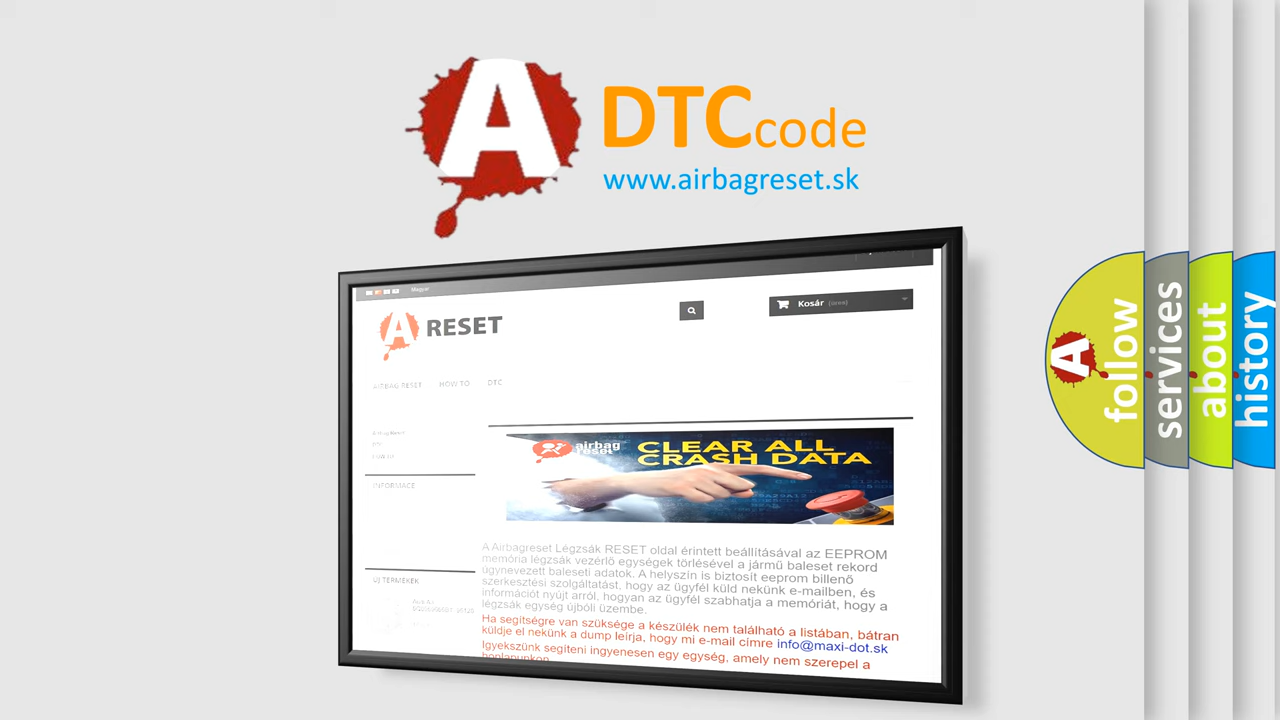 A
DTC code
www.airbagreset.sk
Magyar
A RESET
Kosár (üres)
AIRBAG RESET HOW TO DTC
INFORMACE
ÚJ TERMÉKEK
airbag
reset
CLEAR ALL
CRASH DATA
A Airbagreset Légzsák RESET oldal érintett beállításával az EEPROM
memória légzsák vezérlő egységek törlésével a jármű baleset rekord
úgynevezett baleseti adatok. A helyszín is biztosít eeprom billenő
szerkesztési szolgáltatást, hogy az ügyfél küld nekünk e-mailben, és
információt nyújt arról, hogyan az ügyfél szabhatja a memóriát, hogy a
légzsák egység újbóli üzembe.
Ha segítségre van szüksége a készülék nem található a listában, bátran
küldje el nekünk a dump leírja, hogy mi e-mail címre info@maxi-dot.sk
Igyekszünk segíteni ingyenesen egy egység, amely nem szerepel a
honlapunkon
A
follow
services
about
history